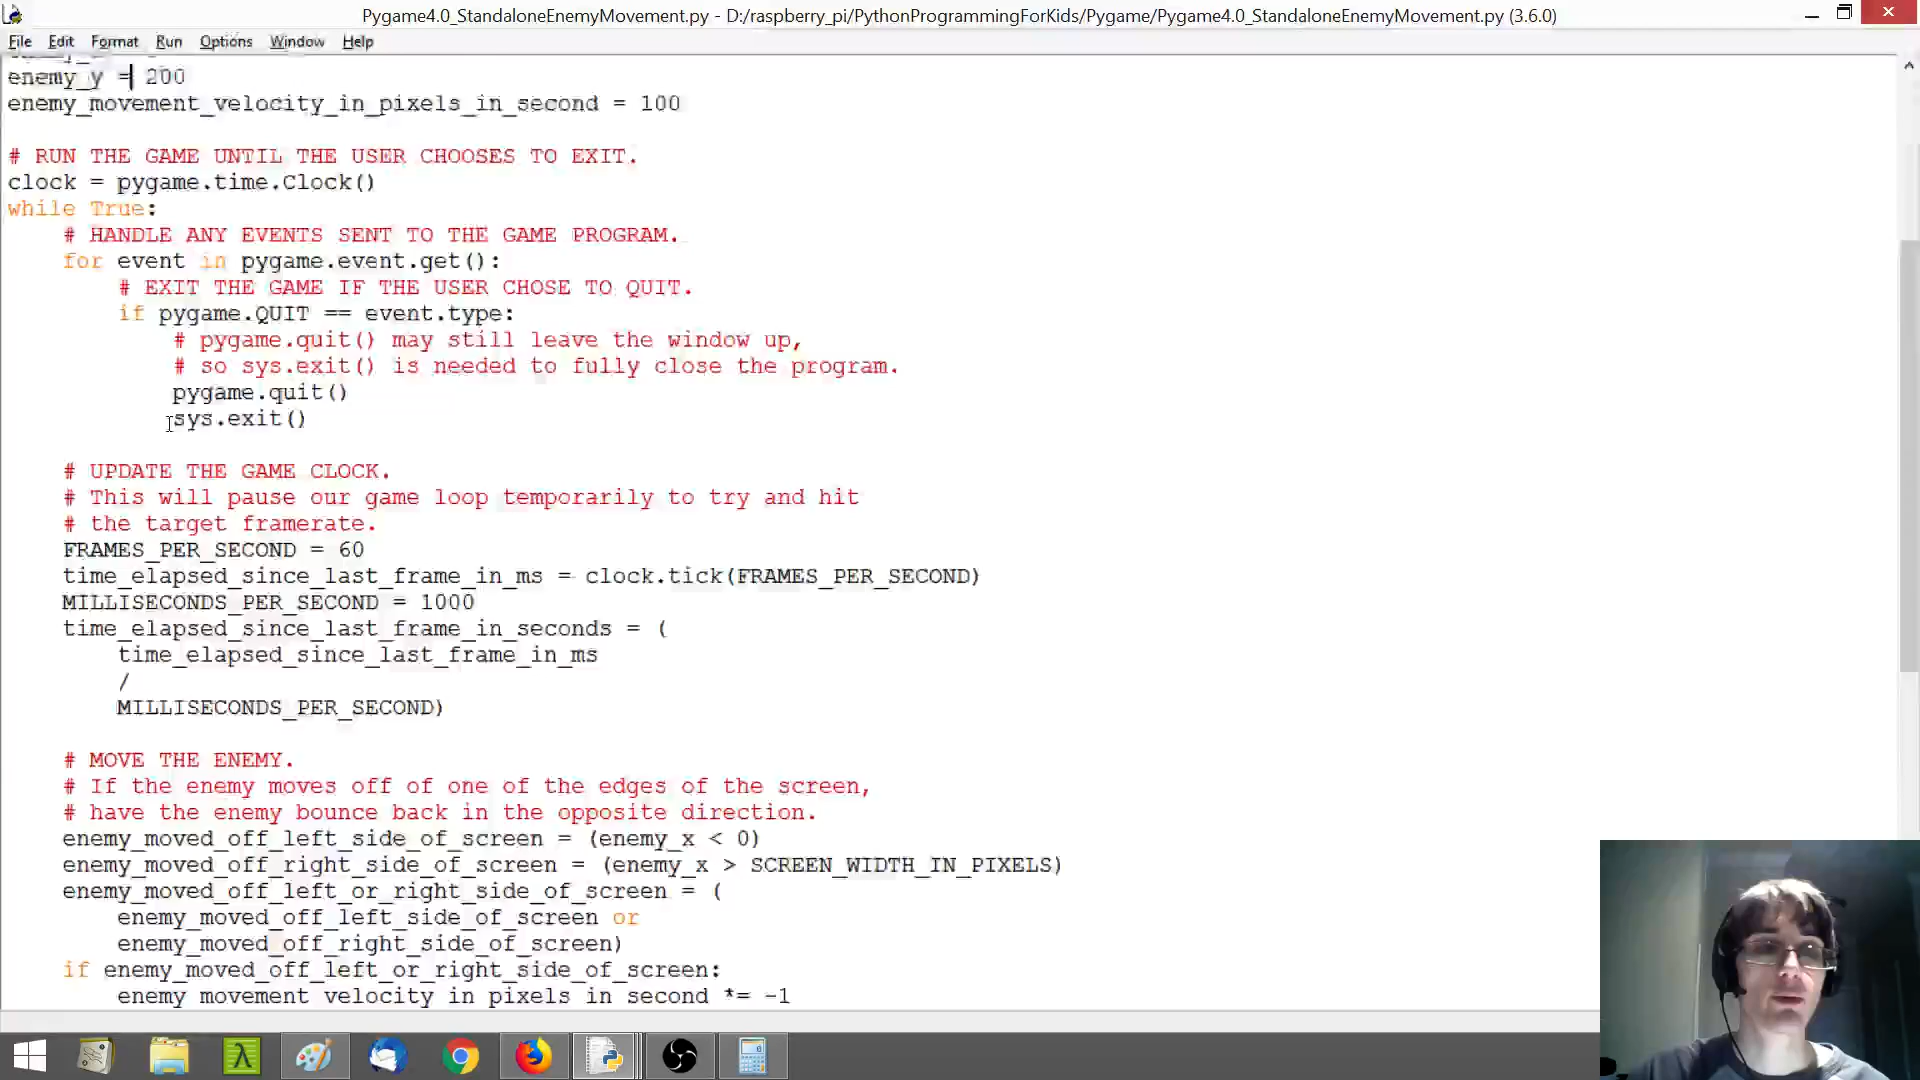 Pygame4.0_StandaloneEnemyMovement.py - D:/raspberry_pi/PythonProgrammingForKids/Pygame/Pygame4.0_StandaloneEnemyMovement.py (3.6.0)
File Edit Format Run Options Window Help
enemy_y = 200
enemy_movement_velocity_in_pixels_in_second = 100
# RUN THE GAME UNTIL THE USER CHOOSES TO EXIT.
clock = pygame.time.Clock()
while True:
# HANDLE ANY EVENTS SENT TO THE GAME PROGRAM.
for event in pygame.event.get():
# EXIT THE GAME IF THE USER CHOSE TO QUIT.
if pygame.QUIT == event.type:
# pygame.quit() may still leave the window up,
# so sys.exit() is needed to fully close the program.
pygame.quit()
sys.exit()
# UPDATE THE GAME CLOCK.
# This will pause our game loop temporarily to try and hit
# the target framerate.
FRAMES_PER_SECOND = 60
time_elapsed_since_last_frame_in_ms = clock.tick(FRAMES_PER_SECOND)
MILLISECONDS_PER_SECOND = 1000
time_elapsed_since_last_frame_in_seconds = (
time_elapsed_since_last_frame_in_ms
/
MILLISECONDS_PER_SECOND)
# MOVE THE ENEMY.
# If the enemy moves off of one of the edges of the screen,
# have the enemy bounce back in the opposite direction.
enemy_moved_off_left_side_of_screen = (enemy_x < 0)
enemy_moved_off_right_side_of_screen = (enemy_x > SCREEN_WIDTH_IN_PIXELS)
enemy_moved_off_left_or_right_side_of_screen = (
enemy_moved_off_left_side_of_screen or
enemy_moved_off_right_side_of_screen)
if enemy_moved_off_left_or_right_side_of_screen:
enemy_movement_velocity_in_pixels_in_second *= -1